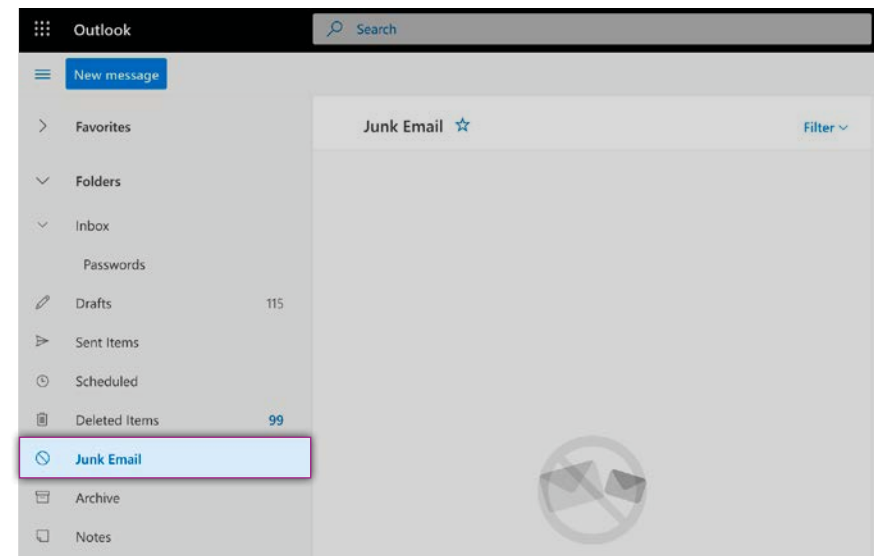 Outlook
Search
New message
Favorites
Junk Email
Filter
Folders
Inbox
Passwords
Drafts 115
Sent Items
Scheduled
Deleted Items 99
Junk Email
Archive
Notes